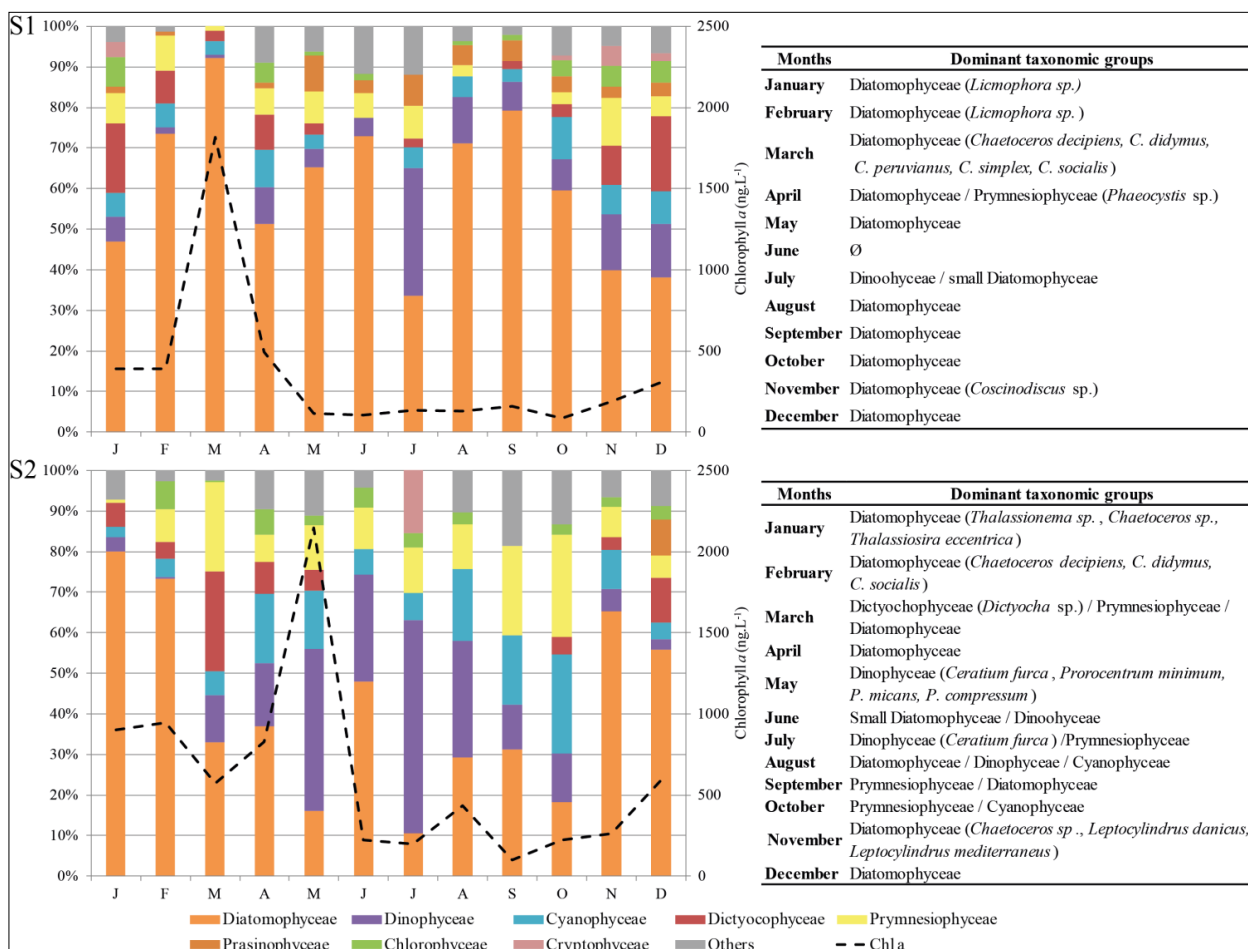 S1
100%
90%
80%
70%
60%
50%
40%
30%
20%
10%
0%
2500
2000
1500
1000
500
0
Chlorophyll a (ng.L-1)
J F M A M J J A S O N D
Months Dominant taxonomic groups
January Diatomophyceae (Licmophora sp.)
February Diatomophyceae (Licmophora sp. )
March Diatomophyceae (Chaetoceros decipiens, C. didymus,
C. peruvianus, C. simplex, C. socialis )
April Diatomophyceae / Prymnesiophyceae (Phaeocystis sp.)
May Diatomophyceae
June Ø
July Dinoohyceae / small Diatomophyceae
August Diatomophyceae
September Diatomophyceae
October Diatomophyceae
November Diatomophyceae (Coscinodiscus sp.)
December Diatomophyceae
S2
100%
90%
80%
70%
60%
50%
40%
30%
20%
10%
0%
2500
2000
1500
1000
500
0
Chlorophyll a (ng.L-1)
J F M A M J J A S O N D
Months Dominant taxonomic groups
January Diatomophyceae (Thalassionema sp. , Chaetoceros sp.,
Thalassiosira eccentrica )
February Diatomophyceae (Chaetoceros decipiens, C. didymus,
C. socialis )
March Dictyochophyceae (Dictyocha sp.) / Prymnesiophyceae /
Diatomophyceae
April Diatomophyceae
May Dinophyceae (Ceratium furca , Prorocentrum minimum,
P. micans, P. compressum )
June Small Diatomophyceae / Dinoohyceae
July Dinophyceae (Ceratium furca ) /Prymnesiophyceae
August Diatomophyceae / Dinophyceae / Cyanophyceae
September Prymnesiophyceae / Diatomophyceae
October Prymnesiophyceae / Cyanophyceae
November Diatomophyceae (Chaetoceros sp ., Leptocylindrus danicus,
Leptocylindrus mediterraneus )
December Diatomophyceae
Diatomophyceae Dinophyceae Cyanophyceae Dictyocophyceae Prymnesiophyceae
Prasinophyceae Chlorophyceae Cryptophyceae Others Chla